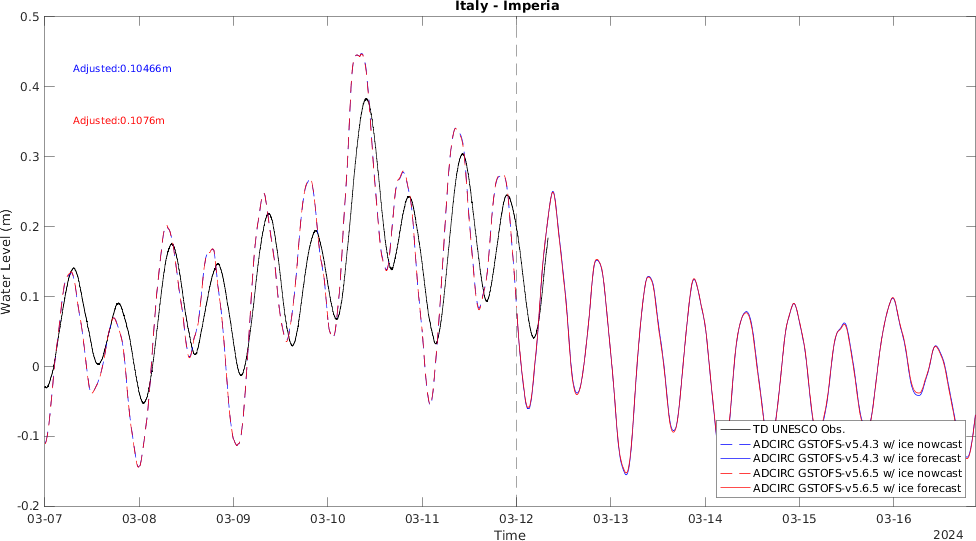 Italy - Imperia
0.5
Adjusted:0.10466m
0.4
Adjusted:0.1076m
0.3
0.2
Water Level (m)
0.1
0
-0.1
-0.2
TD UNESCO Obs.
ADCIRC GSTOFS-v5.4.3 w/ ice nowcast
ADCIRC GSTOFS-v5.4.3 w/ ice forecast
ADCIRC GSTOFS-v5.6.5 w/ ice nowcast
ADCIRC GSTOFS-v5.6.5 w/ ice forecast
03-07 03-08 03-09 03-10 03-11 03-12 03-13 03-14 03-15 03-16
Time
2024